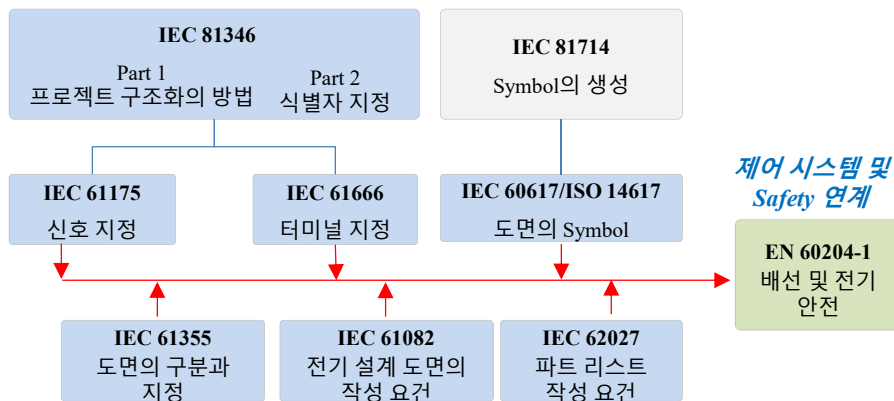 IEC 81346
Part 1
프로젝트 구조화의 방법
Part 2
식별자 지정
IEC 81714
Symbol의 생성
IEC 61175
신호 지정
IEC 61666
터미널 지정
IEC 60617/ISO 14617
도면의 Symbol
제어 시스템 및
Safety 연계
EN 60204-1
배선 및 전기
안전
IEC 61355
도면의 구분과
지정
IEC 61082
전기 설계 도면의
작성 요건
IEC 62027
파트 리스트
작성 요건